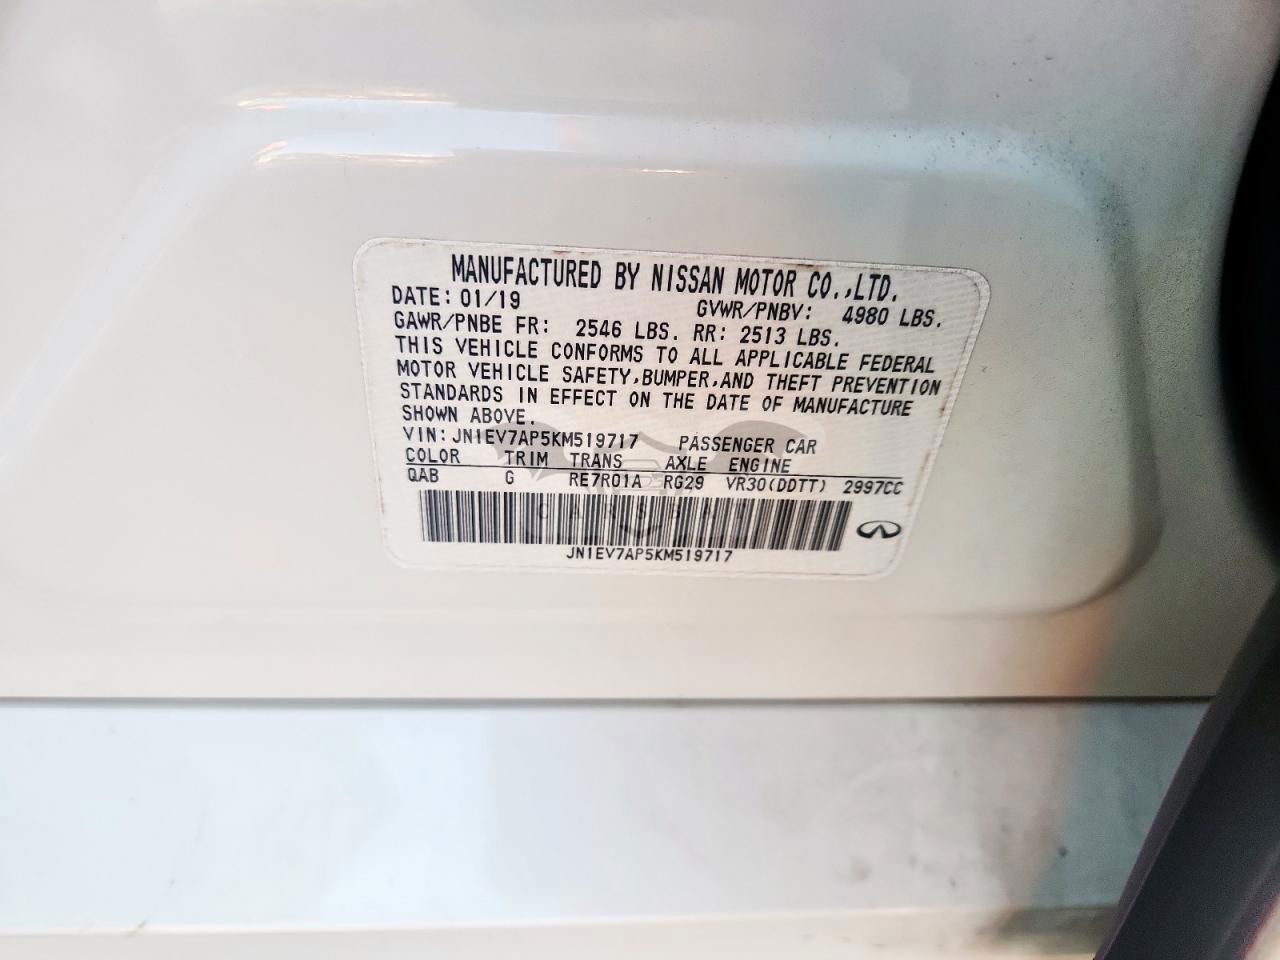 MANUFACTURED BY NISSAN MOTOR CO.,LTD.
DATE: 01/19 GVWR/PNBV: 4980 LBS.
GAWR/PNBE FR: 2546 LBS. RR: 2513 LBS.
THIS VEHICLE CONFORMS TO ALL APPLICABLE FEDERAL
MOTOR VEHICLE SAFETY,BUMPER,AND THEFT PREVENTION
STANDARDS IN EFFECT ON THE DATE OF MANUFACTURE
SHOWN ABOVE.
VIN:JN1EV7AP5KM519717 PASSENGER CAR
COLOR TRIM TRANS AXLE ENGINE
QAB G RE7R01A RG29 VR30(DDTT) 2997CC
JN1EV7AP5KM519717